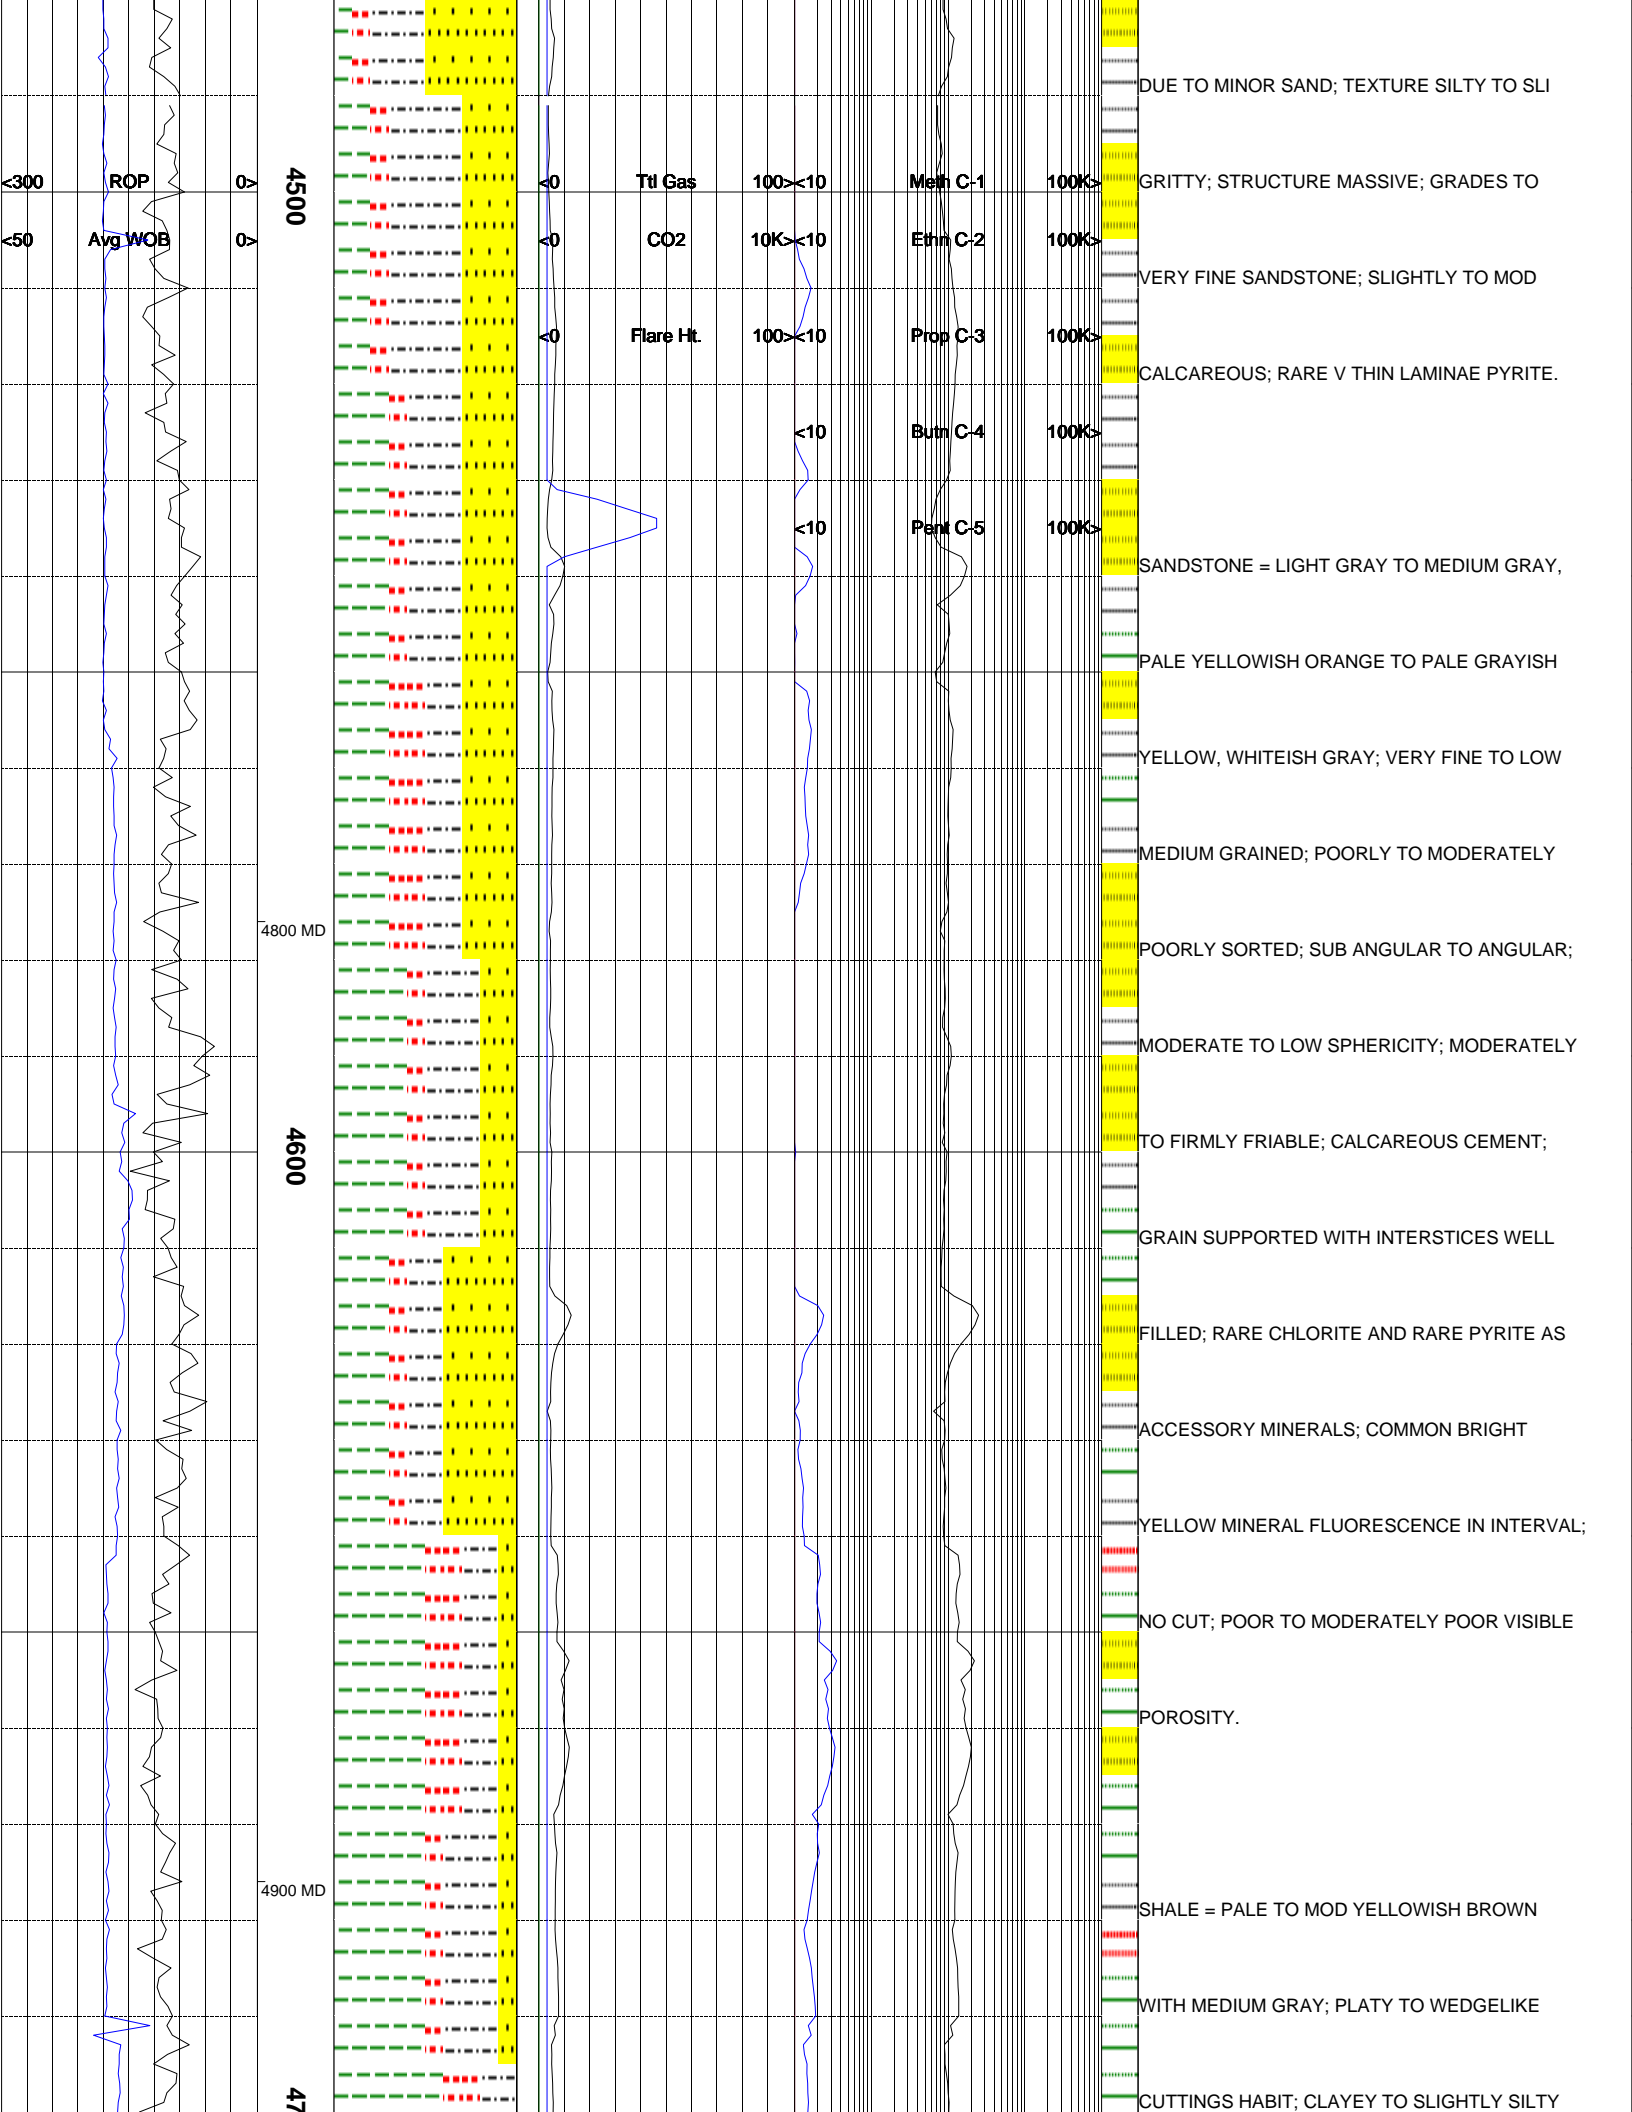 DUE TO MINOR SAND; TEXTURE SILTY TO SLI
<300 ROP 0> 4500 <0 Ttl Gas 100> <10 Meth C-1 100K> GRITTY; STRUCTURE MASSIVE; GRADES TO
<50 Avg WOB 0> <0 CO2 10K> <10 Ethn C-2 100K>
VERY FINE SANDSTONE; SLIGHTLY TO MOD
<0 Flare Ht. 100> <10 Prop C-3 100K>
CALCAREOUS; RARE V THIN LAMINAE PYRITE.
<10 Butn C-4 100K>
<10 Pent C-5 100K>
SANDSTONE = LIGHT GRAY TO MEDIUM GRAY,
PALE YELLOWISH ORANGE TO PALE GRAYISH
YELLOW, WHITEISH GRAY; VERY FINE TO LOW
MEDIUM GRAINED; POORLY TO MODERATELY
4800 MD
POORLY SORTED; SUB ANGULAR TO ANGULAR;
MODERATE TO LOW SPHERICITY; MODERATELY
4600 TO FIRMLY FRIABLE; CALCAREOUS CEMENT;
GRAIN SUPPORTED WITH INTERSTICES WELL
FILLED; RARE CHLORITE AND RARE PYRITE AS
ACCESSORY MINERALS; COMMON BRIGHT
YELLOW MINERAL FLUORESCENCE IN INTERVAL;
NO CUT; POOR TO MODERATELY POOR VISIBLE
POROSITY.
4900 MD
SHALE = PALE TO MOD YELLOWISH BROWN
WITH MEDIUM GRAY; PLATY TO WEDGELIKE
47 CUTTINGS HABIT; CLAYEY TO SLIGHTLY SILTY